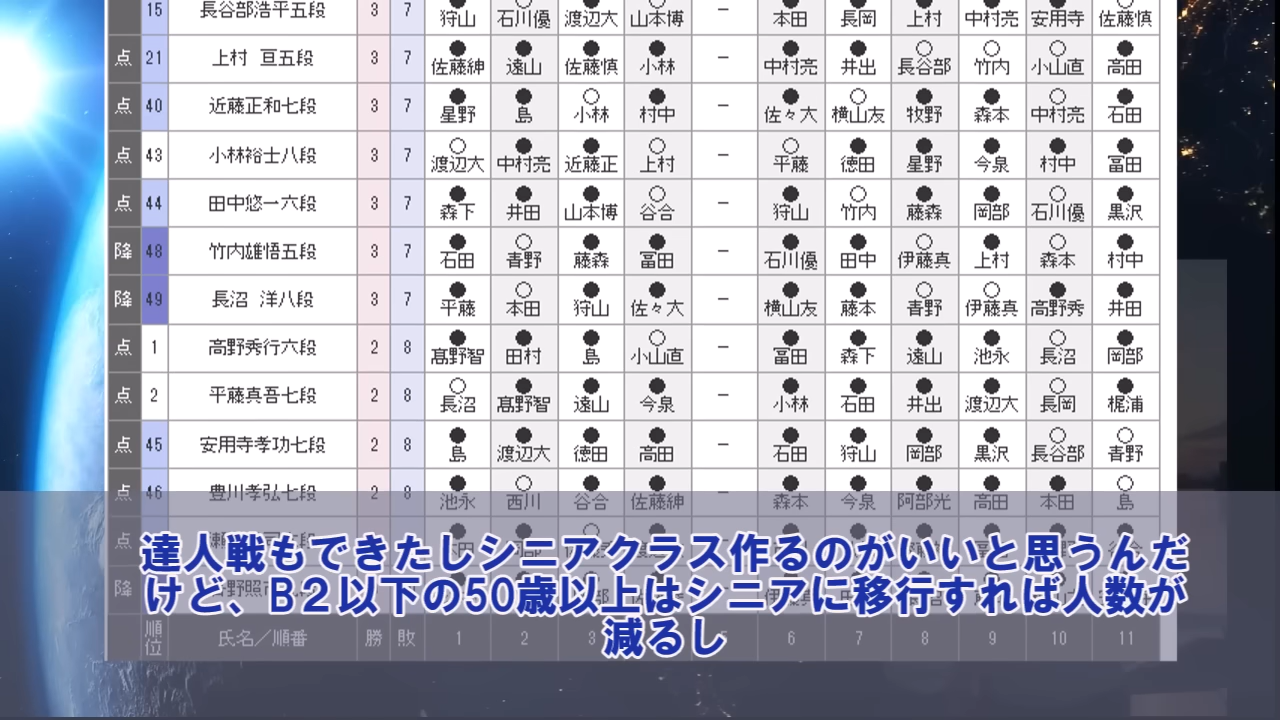 15 長谷部浩平五段 3 7 狩山 石川優 渡辺大 山本博 － 本田 長岡 上村 中村亮 安用寺 佐藤慎
点 21 上村 亘五段 3 7 ●佐藤紳 ●遠山 ●佐藤慎 ●小林 － ●中村亮 ●井出 ○長谷部 ○竹内 ○小山直 ●高田
点 40 近藤正和七段 3 7 ●星野 ●島 ○小林 ●村中 － ●佐々大 ○横山友 ●牧野 ●森本 ○中村亮 ●石田
点 43 小林裕士八段 3 7 ○渡辺大 ●中村亮 ●近藤正 ○上村 － ○平藤 ●徳田 ●星野 ●今泉 ●村中 ●冨田
点 44 田中悠一六段 3 7 ●森下 ●井田 ●山本博 ○谷合 － ●狩山 ○竹内 ●藤森 ●岡部 ○石川優 ●黒沢
降 48 竹内雄悟五段 3 7 ●石田 ○青野 ●藤森 ●冨田 － ●石川優 ●田中 ○伊藤真 ●上村 ○森本 ●村中
降 49 長沼 洋八段 3 7 ●平藤 ○本田 ●狩山 ●佐々大 － ●横山友 ●藤本 ○青野 ○伊藤真 ●高野秀 ●井田
点 1 高野秀行六段 2 8 ●髙野智 ●田村 ●島 ○小山直 － ●冨田 ●森下 ●遠山 ●池永 ○長沼 ●岡部
点 2 平藤真吾七段 2 8 ○長沼 ●髙野智 ●遠山 ●今泉 － ●小林 ●石田 ●井出 ●渡辺大 ○長岡 ●梶浦
点 45 安用寺孝功七段 2 8 ●島 ●渡辺大 ●徳田 ●高田 － ●石田 ●狩山 ●岡部 ●黒沢 ○長谷部 ○青野
点 46 豊川孝弘七段 2 8 ●池永 ○西川 ●谷合 ●佐藤紳 － ●森本 ●今泉 ●阿部光 ●高田 ●本田 ○島
点
降
達人戦もできたしシニアクラス作るのがいいと思うんだ
けど、B２以下の50歳以上はシニアに移行すれば人数が
減るし
順位 氏名／順番 勝 敗 1 2 3 6 7 8 9 10 11